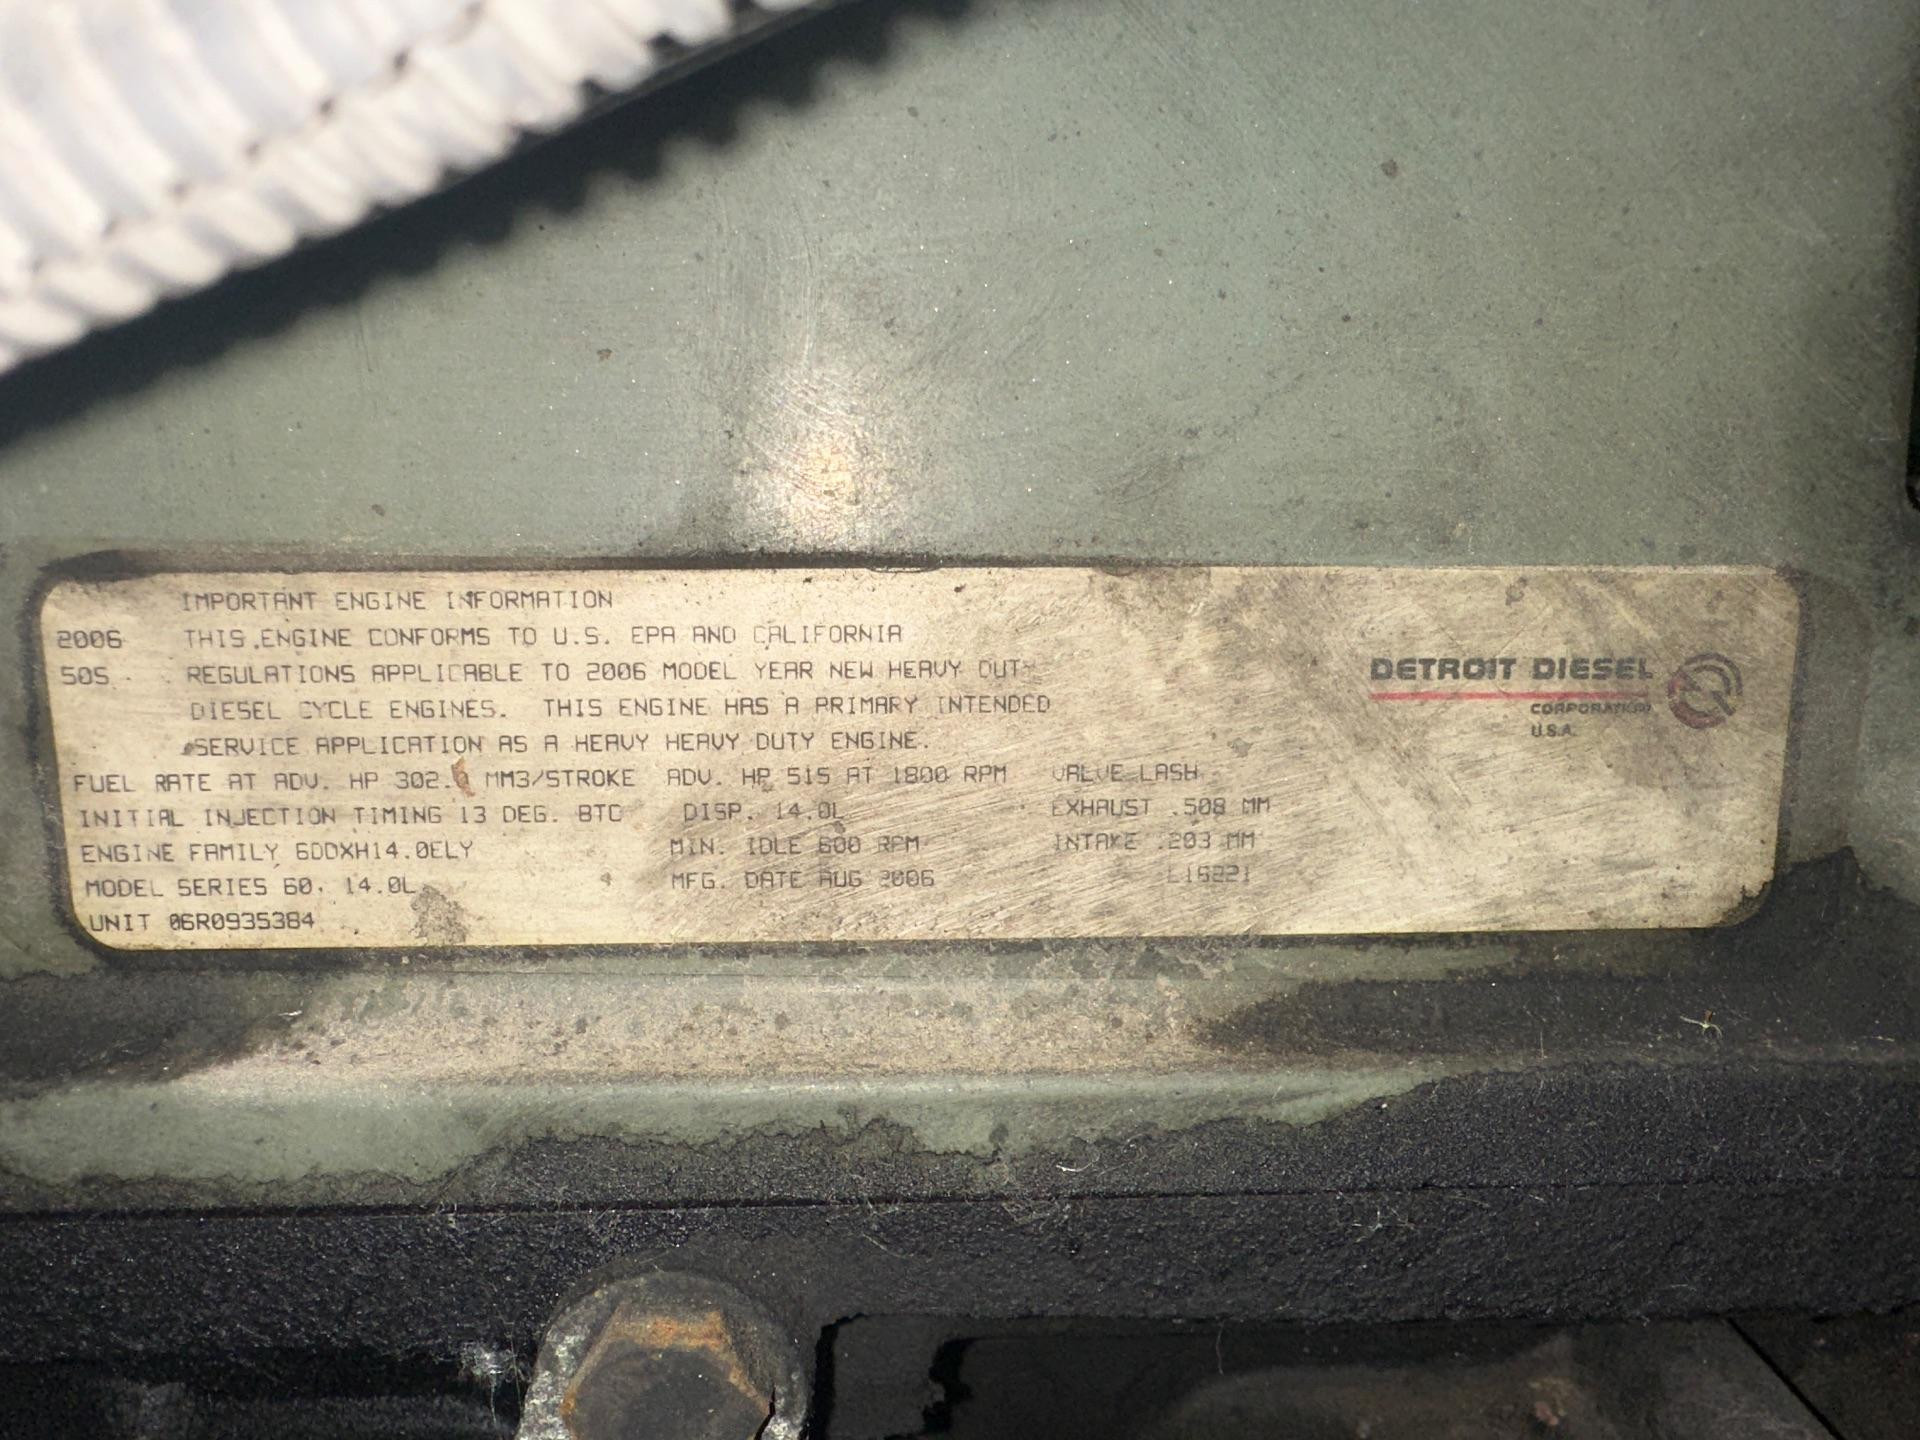 IMPORTANT ENGINE INFORMATION
2006 THIS ENGINE CONFORMS TO U.S. EPA AND CALIFORNIA
50S REGULATIONS APPLICABLE TO 2006 MODEL YEAR NEW HEAVY DUTY
DIESEL CYCLE ENGINES. THIS ENGINE HAS A PRIMARY INTENDED
SERVICE APPLICATION AS A HEAVY HEAVY DUTY ENGINE.
FUEL RATE AT ADV. HP MM3/STROKE ADV. HP 515 AT 1800 RPM VALVE LASH
INITIAL INJECTION TIMING 13 DEG. BTC DISP. 14.0L EXHAUST .508 MM
ENGINE FAMILY 6DDXH14.0ELY MIN. IDLE 600 RPM INTAKE .203 MM
MODEL SERIES 60, 14.0L MFG. DATE AUG 2006 L16221
UNIT 06R0935384
DETROIT DIESEL
CORPORATION
U.S.A.